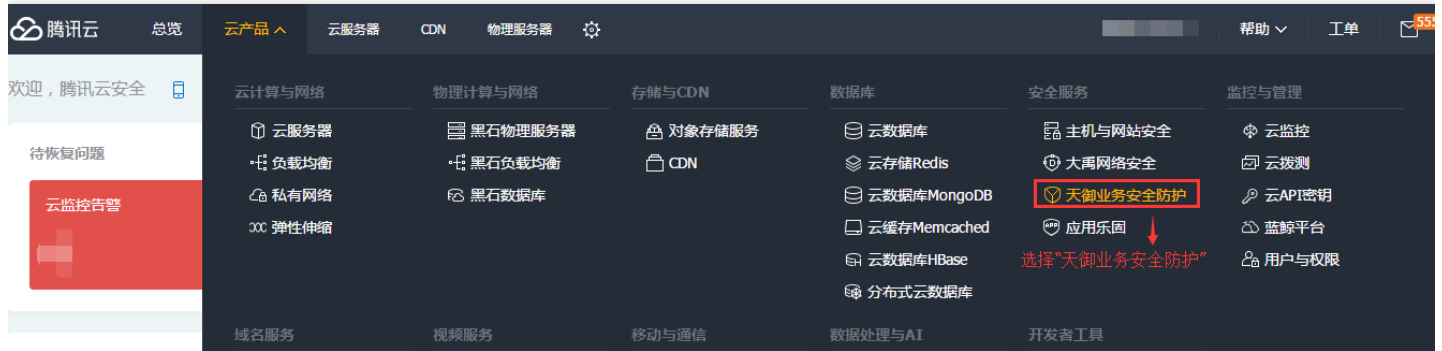 腾讯云 总览 云产品 云服务器 CDN 物理服务器 帮助 工单 555
欢迎，腾讯云安全
待恢复问题
云监控告警
云计算与网络
云服务器
负载均衡
私有网络
弹性伸缩
物理计算与网络
黑石物理服务器
黑石负载均衡
黑石数据库
存储与CDN
对象存储服务
CDN
数据库
云数据库
云存储Redis
云数据库MongoDB
云缓存Memcached
云数据库HBase
分布式云数据库
安全服务
主机与网站安全
大禹网络安全
天御业务安全防护
应用乐固
选择“天御业务安全防护”
监控与管理
云监控
云拨测
云API密钥
蓝鲸平台
用户与权限
域名服务 视频服务 移动与通信 数据处理与AI 开发者工具